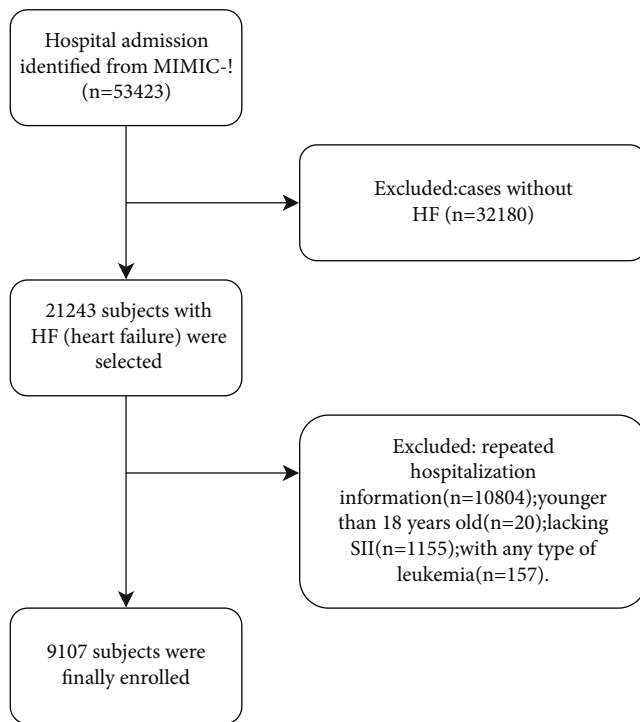 Hospital admission
identified from MIMIC-!
(n=53423)
Excluded:cases without
HF (n=32180)
21243 subjects with
HF (heart failure) were
selected
Excluded: repeated
hospitalization
information(n=10804);younger
than 18 years old(n=20);lacking
SII(n=1155);with any type of
leukemia(n=157).
9107 subjects were
finally enrolled